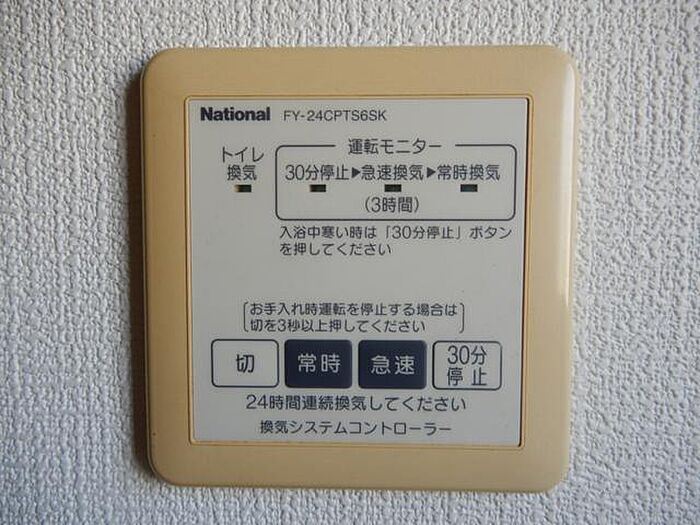 National FY-24CPTS6SK
運転モニター
トイレ
換気
30分停止▶急速換気▶常時換気
(3時間)
入浴中寒い時は「30分停止」ボタン
を押してください
お手入れ時運転を停止する場合は
切を3秒以上押してください
切 常時 急速 30分
停止
24時間連続換気してください
換気システムコントローラー